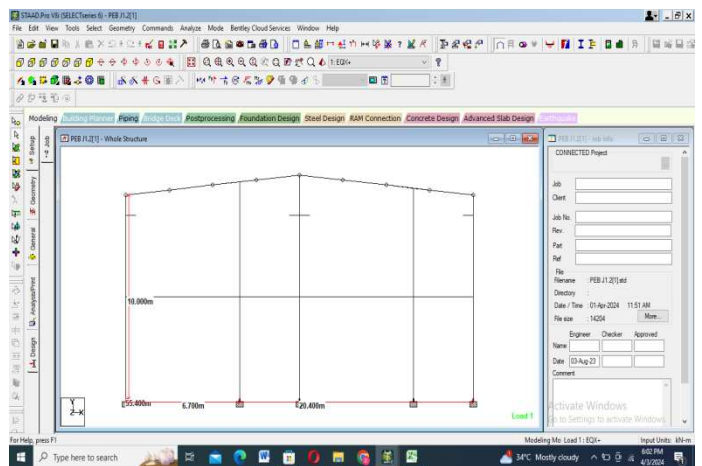 STAAD.Pro V8i (SELECTseries 6) - PEB J1.2[1]
File Edit View Tools Select Geometry Commands Analyze Mode Bentley Cloud Services Window Help
1: EQX+
Modeling Building Planner Piping Bridge Deck Postprocessing Foundation Design Steel Design RAM Connection Concrete Design Advanced Slab Design Earthquake
Setup
Job
Geometry
General
Analysis/Print
Design
PEB J1.2[1] - Whole Structure
10.000m
55.400m
6.700m
20.400m
Load 1
PEB J1.2[1] - Job Info
CONNECTED Project
Job
Client
Job No.
Rev.
Part
Ref
File
Filename : PEB J1.2[1].std
Directory :
Date / Time : 01-Apr-2024 11:51 AM
File size : 14204 More...
Engineer Checker Approved
Name
Date 03-Aug-23
Comment
Activate Windows
Go to Settings to activate Windows.
For Help, press F1
Modeling Mo Load 1 : EQX+ Input Units: kN-m
Type here to search
34°C Mostly cloudy
6:02 PM
4/3/2024